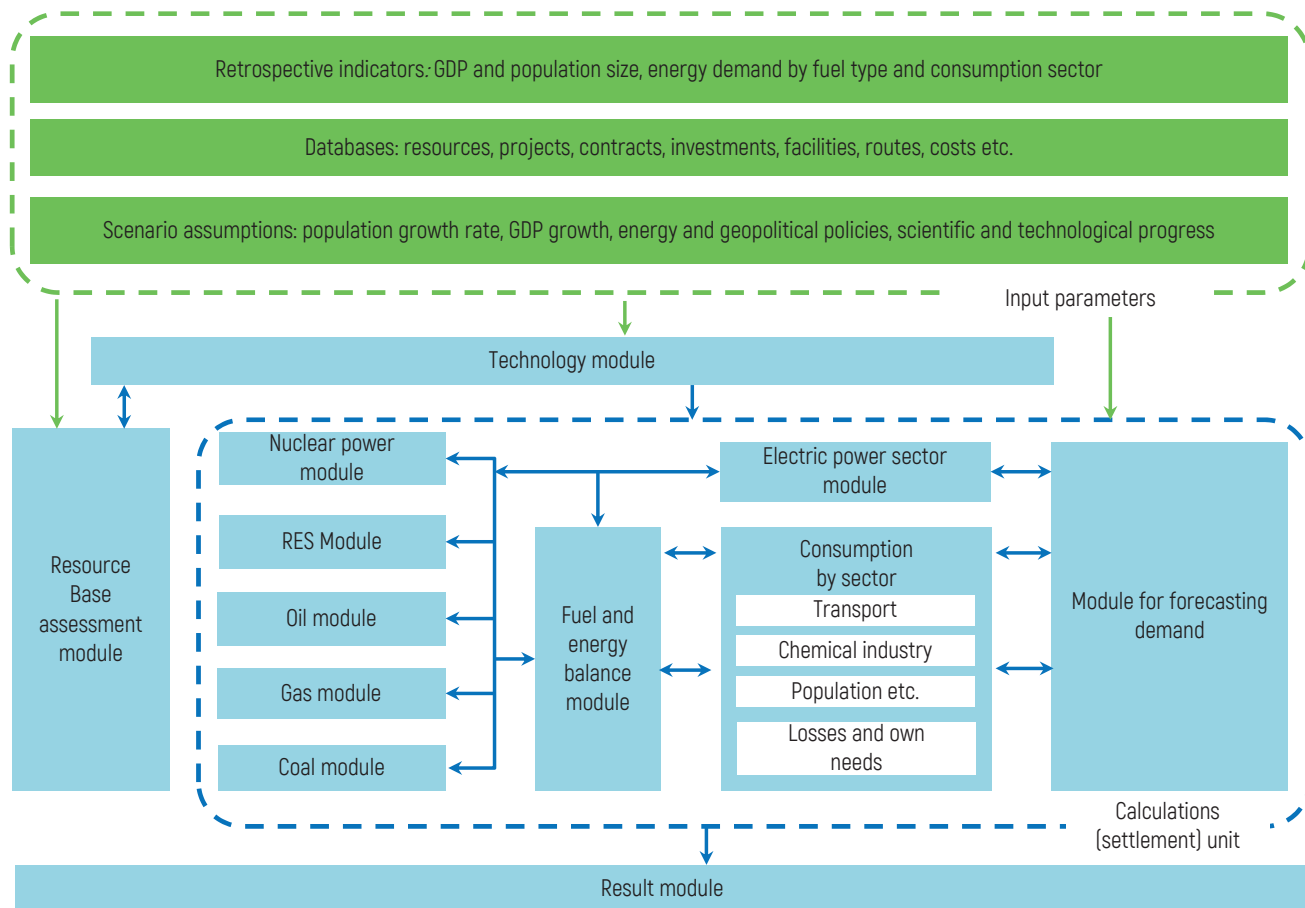 Retrospective indicators.: GDP and population size, energy demand by fuel type and consumption sector
Databases: resources, projects, contracts, investments, facilities, routes, costs etc.
Scenario assumptions: population growth rate, GDP growth, energy and geopolitical policies, scientific and technological progress
Input parameters
Technology module
Resource
Base
assessment
module
Nuclear power
module
RES Module
Oil module
Gas module
Coal module
Fuel and
energy
balance
module
Electric power sector
module
Consumption
by sector
Transport
Chemical industry
Population etc.
Losses and own
needs
Module for forecasting
demand
Calculations
(settlement) unit
Result module